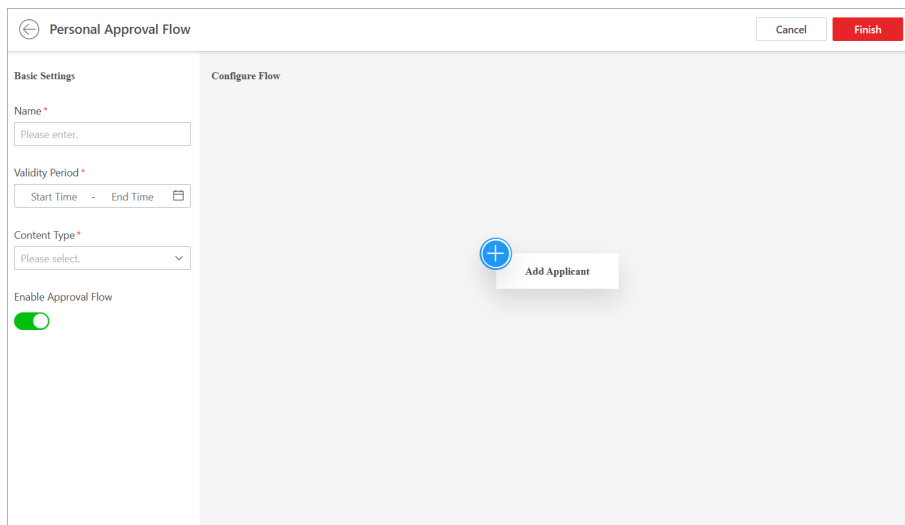 Personal Approval Flow
Cancel
Finish
Basic Settings
Configure Flow
Name *
Please enter.
Validity Period *
Start Time - End Time
Content Type *
Please select.
Enable Approval Flow
Add Applicant